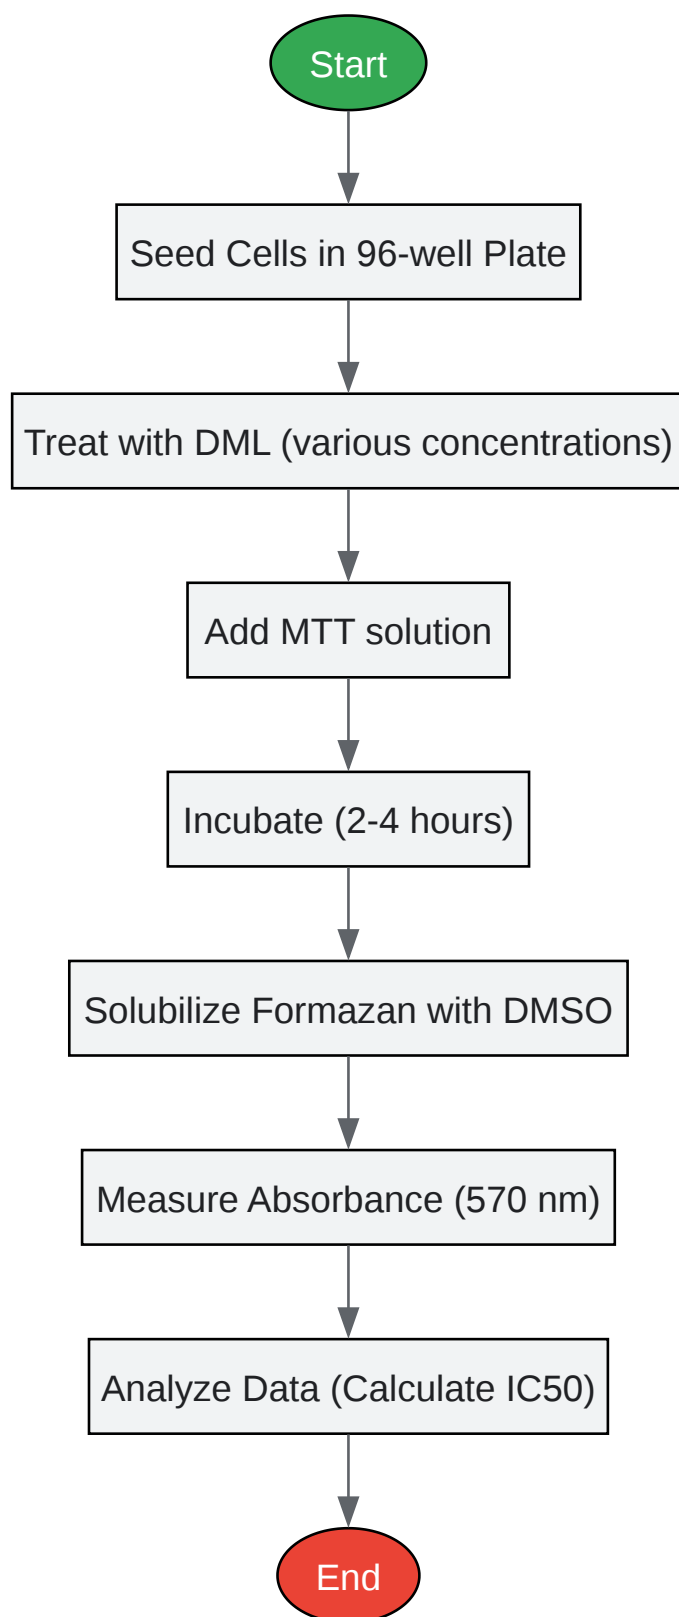 Start
Seed Cells in 96-well Plate
Treat with DML (various concentrations)
Add MTT solution
Incubate (2-4 hours)
Solubilize Formazan with DMSO
Measure Absorbance (570 nm)
Analyze Data (Calculate IC50)
End